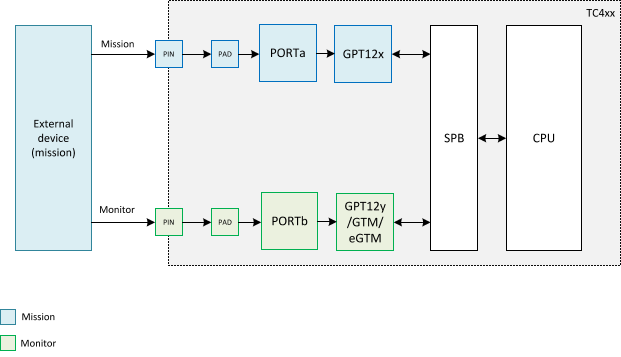 TC4xx
Mission
PIN
PAD
PORTa
GPT12x
External
device
(mission)
SPB
CPU
Monitor
PIN
PAD
PORTb
GPT12y
/GTM/
eGTM
Mission
Monitor